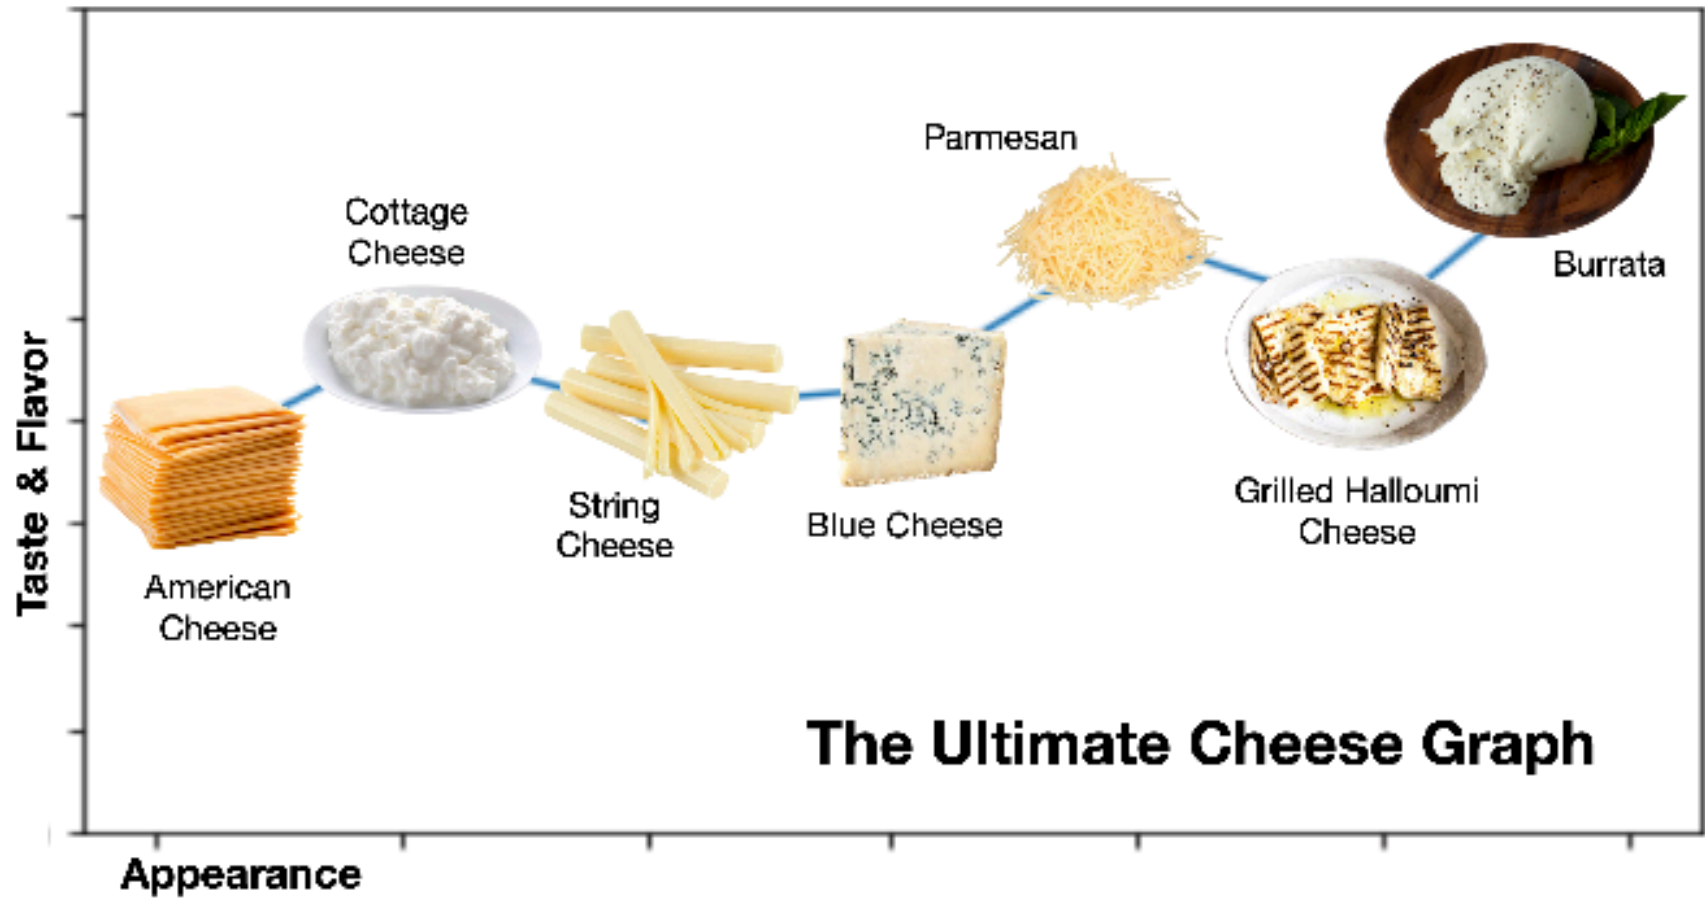 Taste & Flavor
American
Cheese
Cottage
Cheese
String
Cheese
Blue Cheese
Parmesan
Grilled Halloumi
Cheese
Burrata
The Ultimate Cheese Graph
Appearance